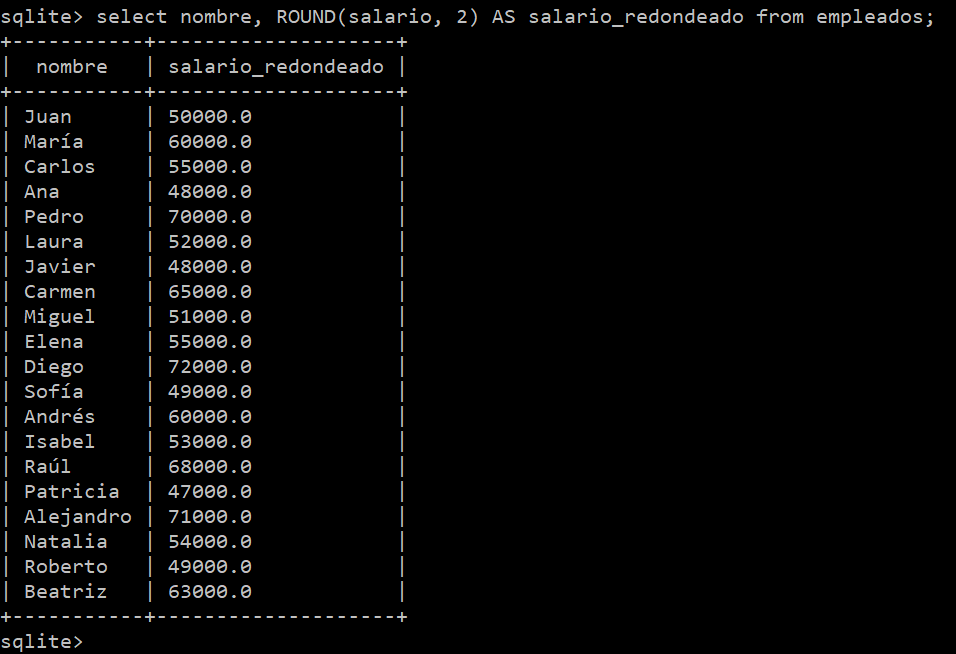 sqlite> select nombre, ROUND(salario, 2) AS salario_redondeado from empleados;
+-----------+--------------------+
|  nombre   | salario_redondeado |
+-----------+--------------------+
| Juan      | 50000.0            |
| María     | 60000.0            |
| Carlos    | 55000.0            |
| Ana       | 48000.0            |
| Pedro     | 70000.0            |
| Laura     | 52000.0            |
| Javier    | 48000.0            |
| Carmen    | 65000.0            |
| Miguel    | 51000.0            |
| Elena     | 55000.0            |
| Diego     | 72000.0            |
| Sofía     | 49000.0            |
| Andrés    | 60000.0            |
| Isabel    | 53000.0            |
| Raúl      | 68000.0            |
| Patricia  | 47000.0            |
| Alejandro | 71000.0            |
| Natalia   | 54000.0            |
| Roberto   | 49000.0            |
| Beatriz   | 63000.0            |
+-----------+--------------------+
sqlite>